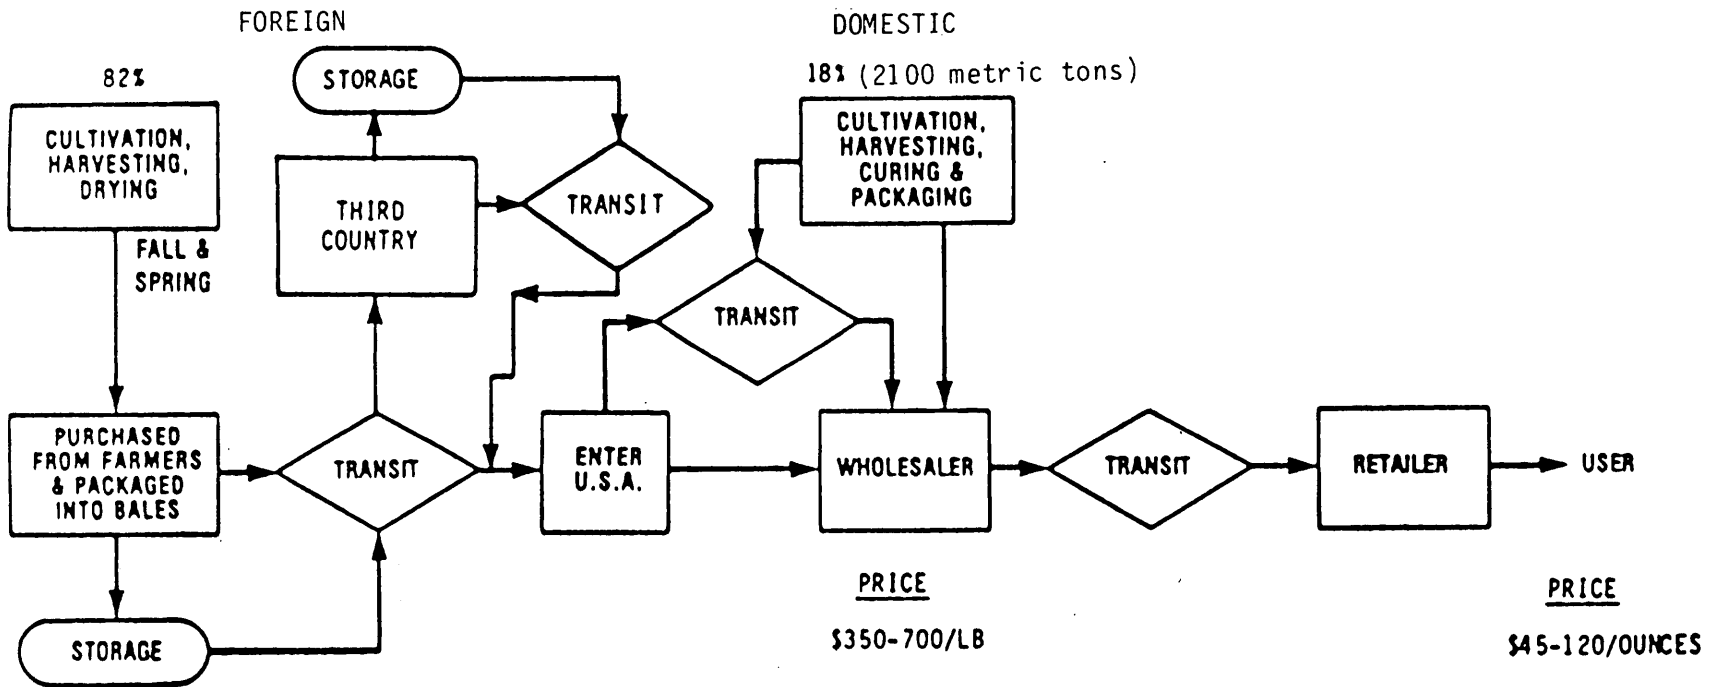 FOREIGN
DOMESTIC
82%
18% (2100 metric tons)
STORAGE
CULTIVATION,
HARVESTING,
DRYING
CULTIVATION,
HARVESTING,
CURING &
PACKAGING
THIRD
COUNTRY
TRANSIT
FALL &
SPRING
TRANSIT
PURCHASED
FROM FARMERS
& PACKAGED
INTO BALES
TRANSIT
ENTER
U.S.A.
WHOLESALER
TRANSIT
RETAILER
USER
STORAGE
PRICE
$350-700/LB
PRICE
$45-120/OUNCES